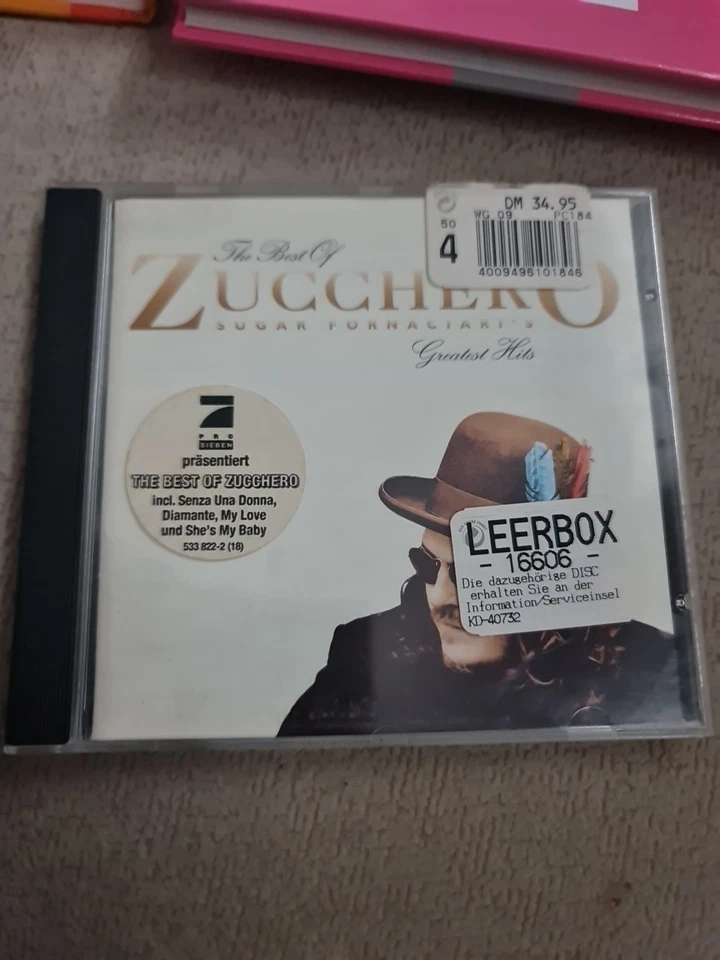 DM 34.95
WG 09 PC184
50
4
4009496101846
The Best Of
ZUCCHERO
SUGAR FORNACIARI'S
Greatest Hits
7
PRO
SIEBEN
präsentiert
THE BEST OF ZUCCHERO
incl. Senza Una Donna,
Diamante, My Love
und She's My Baby
533 822-2 (18)
LEERBOX
- 16606 -
Die dazugehörige DISC
erhalten Sie an der
Information/Serviceinsel
KD-40732